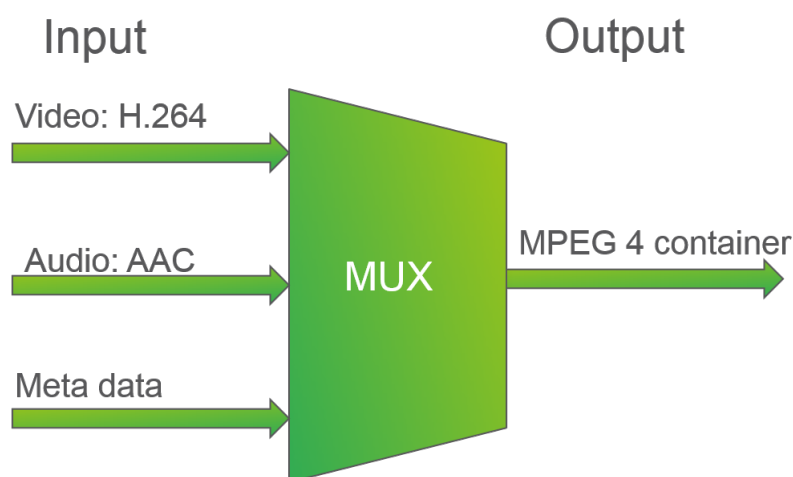 Input
Output
Video: H.264
Audio: AAC
MUX
MPEG 4 container
Meta data